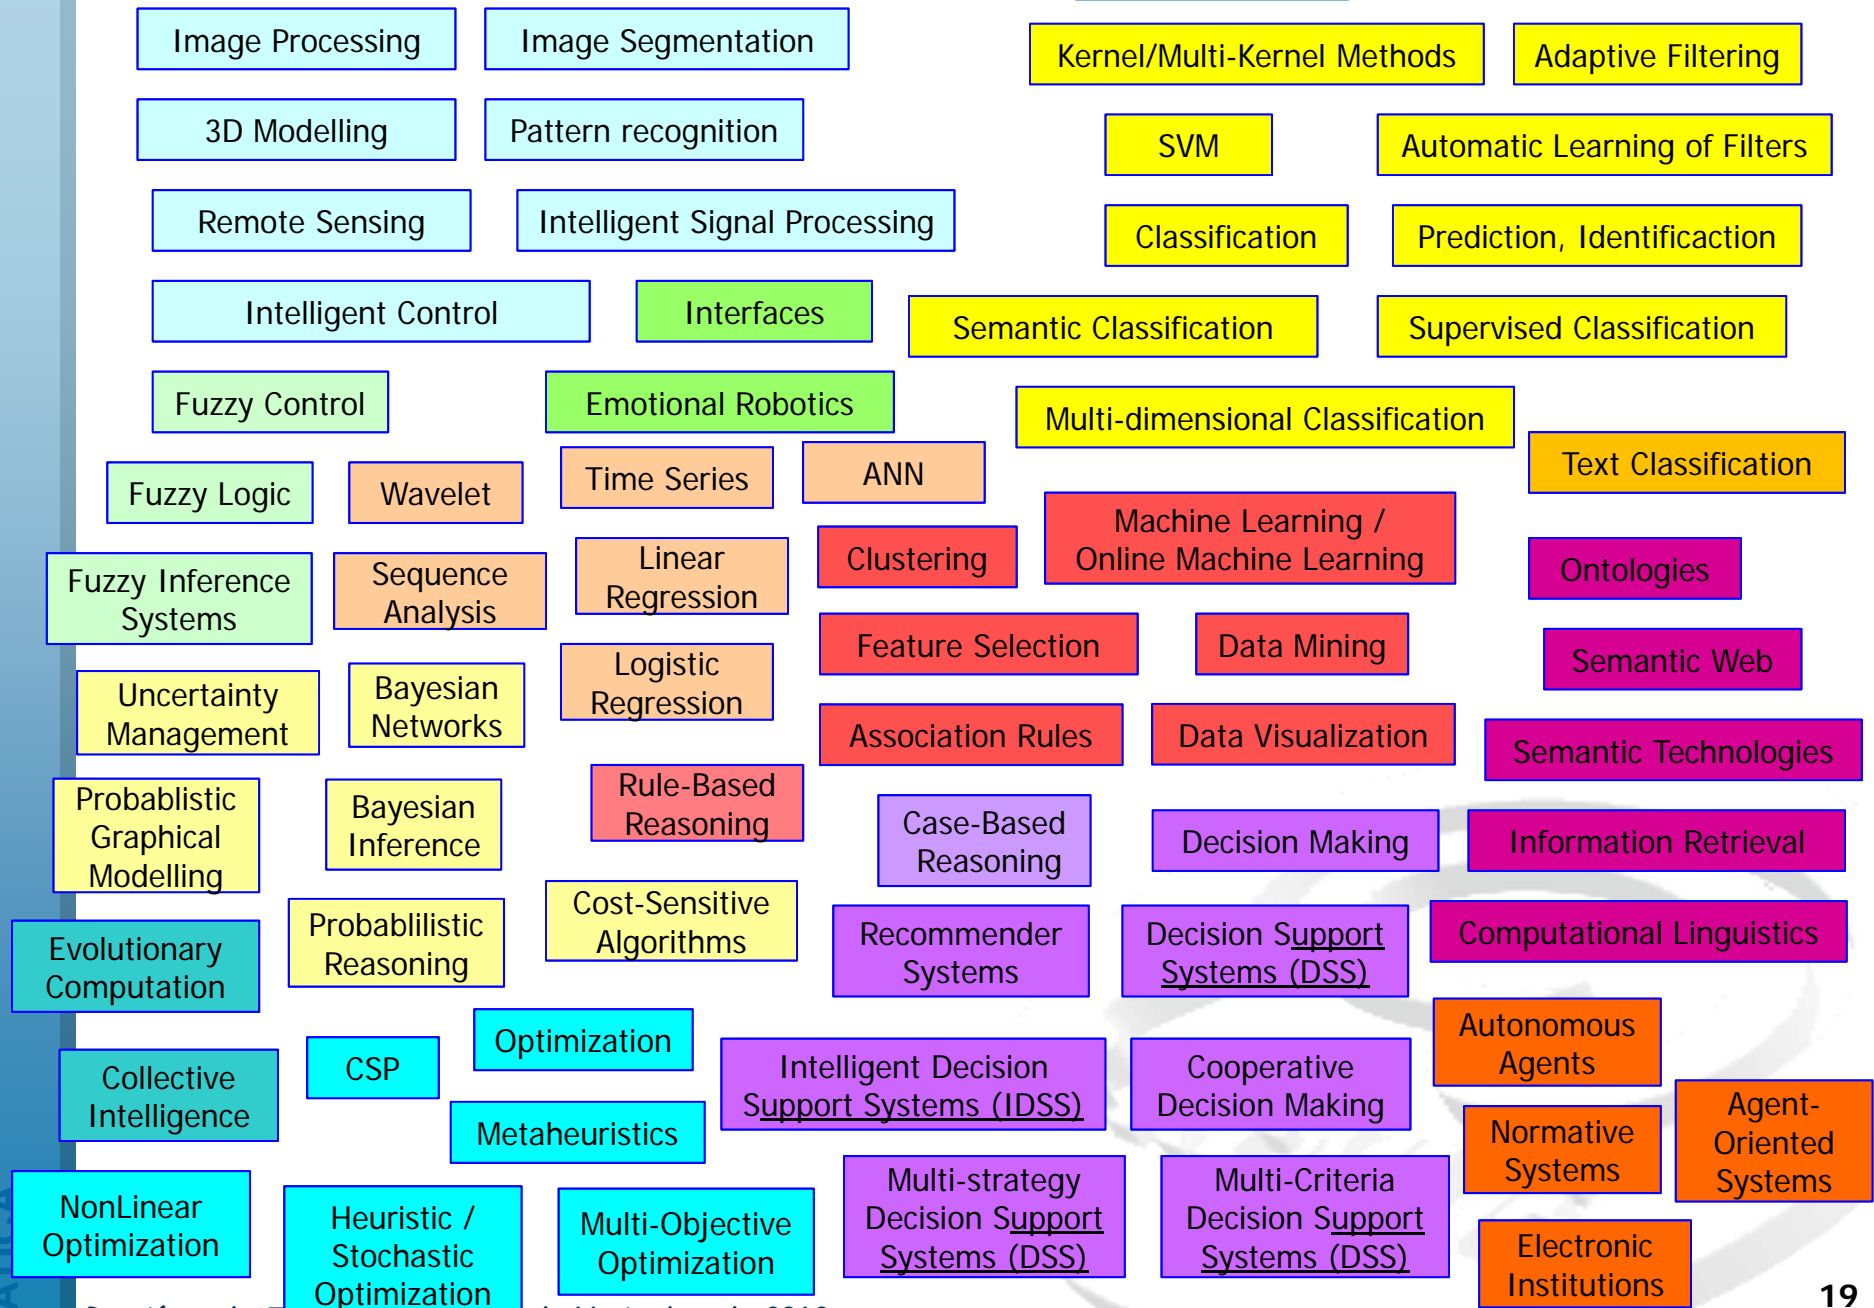 Image Processing
Image Segmentation
Kernel/Multi-Kernel Methods
Adaptive Filtering
3D Modelling
Pattern recognition
SVM
Automatic Learning of Filters
Remote Sensing
Intelligent Signal Processing
Classification
Prediction, Identificaction
Intelligent Control
Interfaces
Semantic Classification
Supervised Classification
Fuzzy Control
Emotional Robotics
Multi-dimensional Classification
Text Classification
Fuzzy Logic
Wavelet
Time Series
ANN
Machine Learning /
Online Machine Learning
Clustering
Fuzzy Inference
Systems
Sequence
Analysis
Linear
Regression
Ontologies
Feature Selection
Data Mining
Semantic Web
Uncertainty
Management
Bayesian
Networks
Logistic
Regression
Association Rules
Data Visualization
Semantic Technologies
Probablistic
Graphical
Modelling
Bayesian
Inference
Rule-Based
Reasoning
Case-Based
Reasoning
Decision Making
Information Retrieval
Evolutionary
Computation
Probablilistic
Reasoning
Cost-Sensitive
Algorithms
Recommender
Systems
Decision Support
Systems (DSS)
Computational Linguistics
Collective
Intelligence
CSP
Optimization
Metaheuristics
Intelligent Decision
Support Systems (IDSS)
Cooperative
Decision Making
Autonomous
Agents
Normative
Systems
Agent-
Oriented
Systems
NonLinear
Optimization
Heuristic /
Stochastic
Optimization
Multi-Objective
Optimization
Multi-strategy
Decision Support
Systems (DSS)
Multi-Criteria
Decision Support
Systems (DSS)
Electronic
Institutions
19